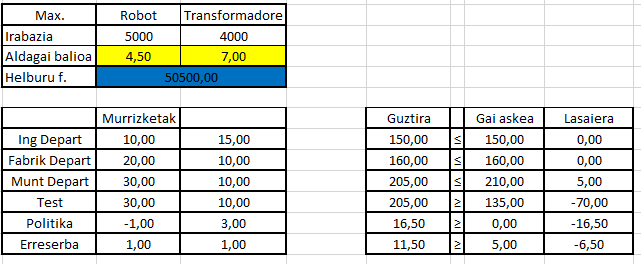 Max. Robot Transformadore
Irabazia 5000 4000
Aldagai balioa 4,50 7,00
Helburu f. 50500,00
Murrizketak Guztira Gai askea Lasaiera
Ing Depart 10,00 15,00 150,00 ≤ 150,00 0,00
Fabrik Depart 20,00 10,00 160,00 ≤ 160,00 0,00
Munt Depart 30,00 10,00 205,00 ≤ 210,00 5,00
Test 30,00 10,00 205,00 ≥ 135,00 -70,00
Politika -1,00 3,00 16,50 ≥ 0,00 -16,50
Erreserba 1,00 1,00 11,50 ≥ 5,00 -6,50